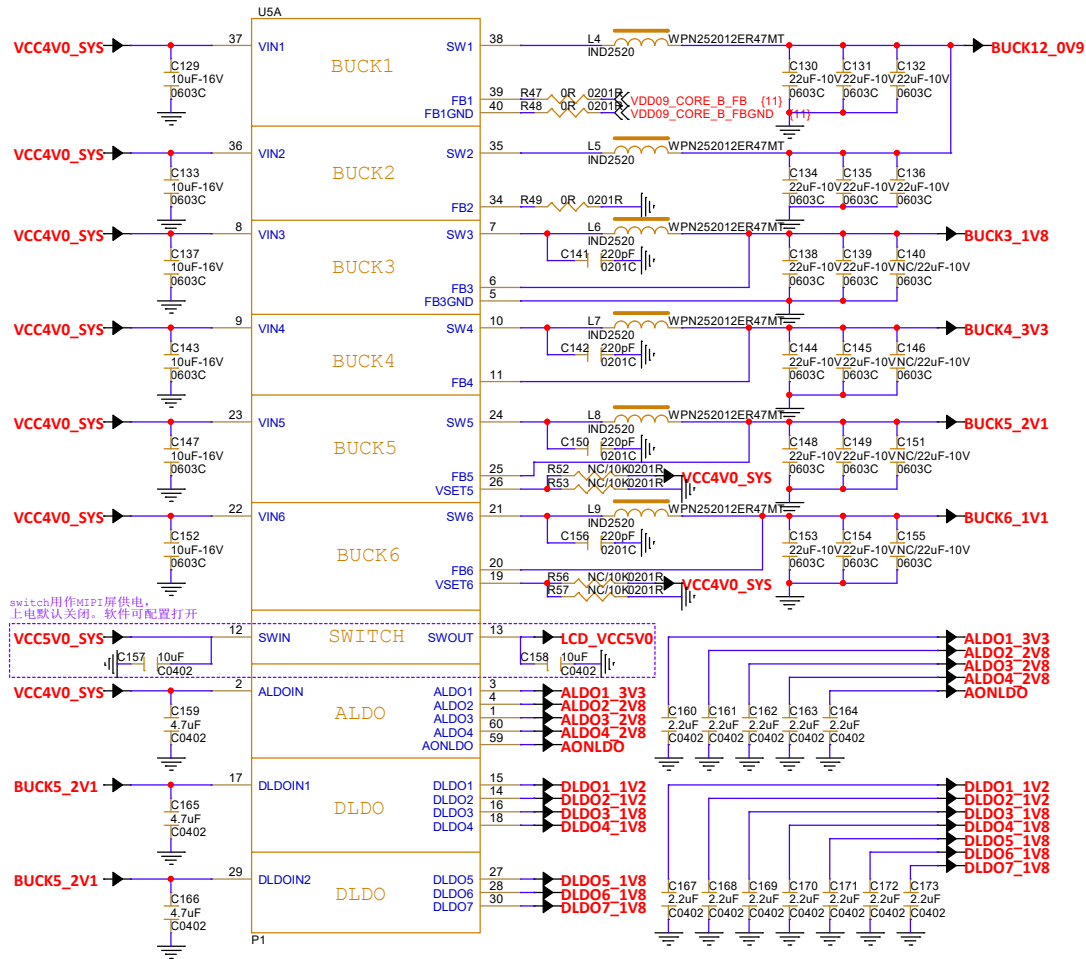 U5A
VCC4V0_SYS
37
VIN1
C129
10uF-16V
0603C
BUCK1
SW1
38
L4
IND2520
WPN252012ER47MT
BUCK12_0V9
C130
22uF-10V
0603C
C131
22uF-10V
0603C
C132
22uF-10V
0603C
FB1
39
R47
0R
0201R
VDD09_CORE_B_FB {11}
FB1GND
40
R48
0R
0201R
VDD09_CORE_B_FBGND {11}
VCC4V0_SYS
36
VIN2
C133
10uF-16V
0603C
BUCK2
SW2
35
L5
IND2520
WPN252012ER47MT
C134
22uF-10V
0603C
C135
22uF-10V
0603C
C136
22uF-10V
0603C
FB2
34
R49
0R
0201R
VCC4V0_SYS
8
VIN3
C137
10uF-16V
0603C
BUCK3
SW3
7
L6
IND2520
WPN252012ER47MT
BUCK3_1V8
C141
220pF
0201C
C138
22uF-10V
0603C
C139
22uF-10V
0603C
C140
NC/22uF-10V
0603C
FB3
6
FB3GND
5
VCC4V0_SYS
9
VIN4
C143
10uF-16V
0603C
BUCK4
SW4
10
L7
IND2520
WPN252012ER47MT
BUCK4_3V3
C142
220pF
0201C
C144
22uF-10V
0603C
C145
22uF-10V
0603C
C146
NC/22uF-10V
0603C
FB4
11
VCC4V0_SYS
23
VIN5
C147
10uF-16V
0603C
BUCK5
SW5
24
L8
IND2520
WPN252012ER47MT
BUCK5_2V1
C150
220pF
0201C
C148
22uF-10V
0603C
C149
22uF-10V
0603C
C151
22uF-10V
0603C
FB5
25
R52
NC/10K
0201R
VCC4V0_SYS
VSET5
26
R53
NC/10K
0201R
VCC4V0_SYS
22
VIN6
C152
10uF-16V
0603C
BUCK6
SW6
21
L9
IND2520
WPN252012ER47MT
BUCK6_1V1
C156
220pF
0201C
C153
22uF-10V
0603C
C154
22uF-10V
0603C
C155
NC/22uF-10V
0603C
FB6
20
VSET6
19
R56
NC/10K
0201R
VCC4V0_SYS
R57
NC/10K
0201R
switch用作MIPI屏供电，
上电默认关闭。软件可配置打开
VCC5V0_SYS
12
SWIN
SWITCH
SWOUT
13
LCD_VCC5V0
C157
10uF
C0402
C158
10uF
C0402
VCC4V0_SYS
2
ALDOIN
C159
4.7uF
C0402
ALDO
ALDO1
3
ALDO1_3V3
ALDO2
4
ALDO2_2V8
ALDO3
1
ALDO3_2V8
ALDO4
60
ALDO4_2V8
AONLDO
59
AONLDO
ALDO1_3V3
ALDO2_2V8
ALDO3_2V8
ALDO4_2V8
AONLDO
C160
2.2uF
C0402
C161
2.2uF
C0402
C162
2.2uF
C0402
C163
2.2uF
C0402
C164
2.2uF
C0402
BUCK5_2V1
17
DLDOIN1
C165
4.7uF
C0402
DLDO
DLDO1
15
DLDO1_1V2
DLDO2
14
DLDO2_1V2
DLDO3
16
DLDO3_1V8
DLDO4
18
DLDO4_1V8
DLDO1_1V2
DLDO2_1V2
DLDO3_1V8
DLDO4_1V8
DLDO5_1V8
DLDO6_1V8
DLDO7_1V8
BUCK5_2V1
29
DLDOIN2
C166
4.7uF
C0402
DLDO
DLDO5
27
DLDO5_1V8
DLDO6
28
DLDO6_1V8
DLDO7
30
DLDO7_1V8
C167
2.2uF
C0402
C168
2.2uF
C0402
C169
2.2uF
C0402
C170
2.2uF
C0402
C171
2.2uF
C0402
C172
2.2uF
C0402
C173
2.2uF
C0402
P1